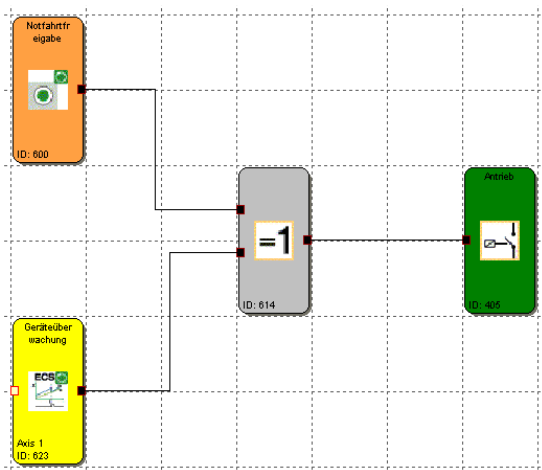 Notfahrtfr
eigabe
ID: 600
=1
ID: 614
Antrieb
ID: 405
Geräteüber
wachung
ECS
Axis 1
ID: 623